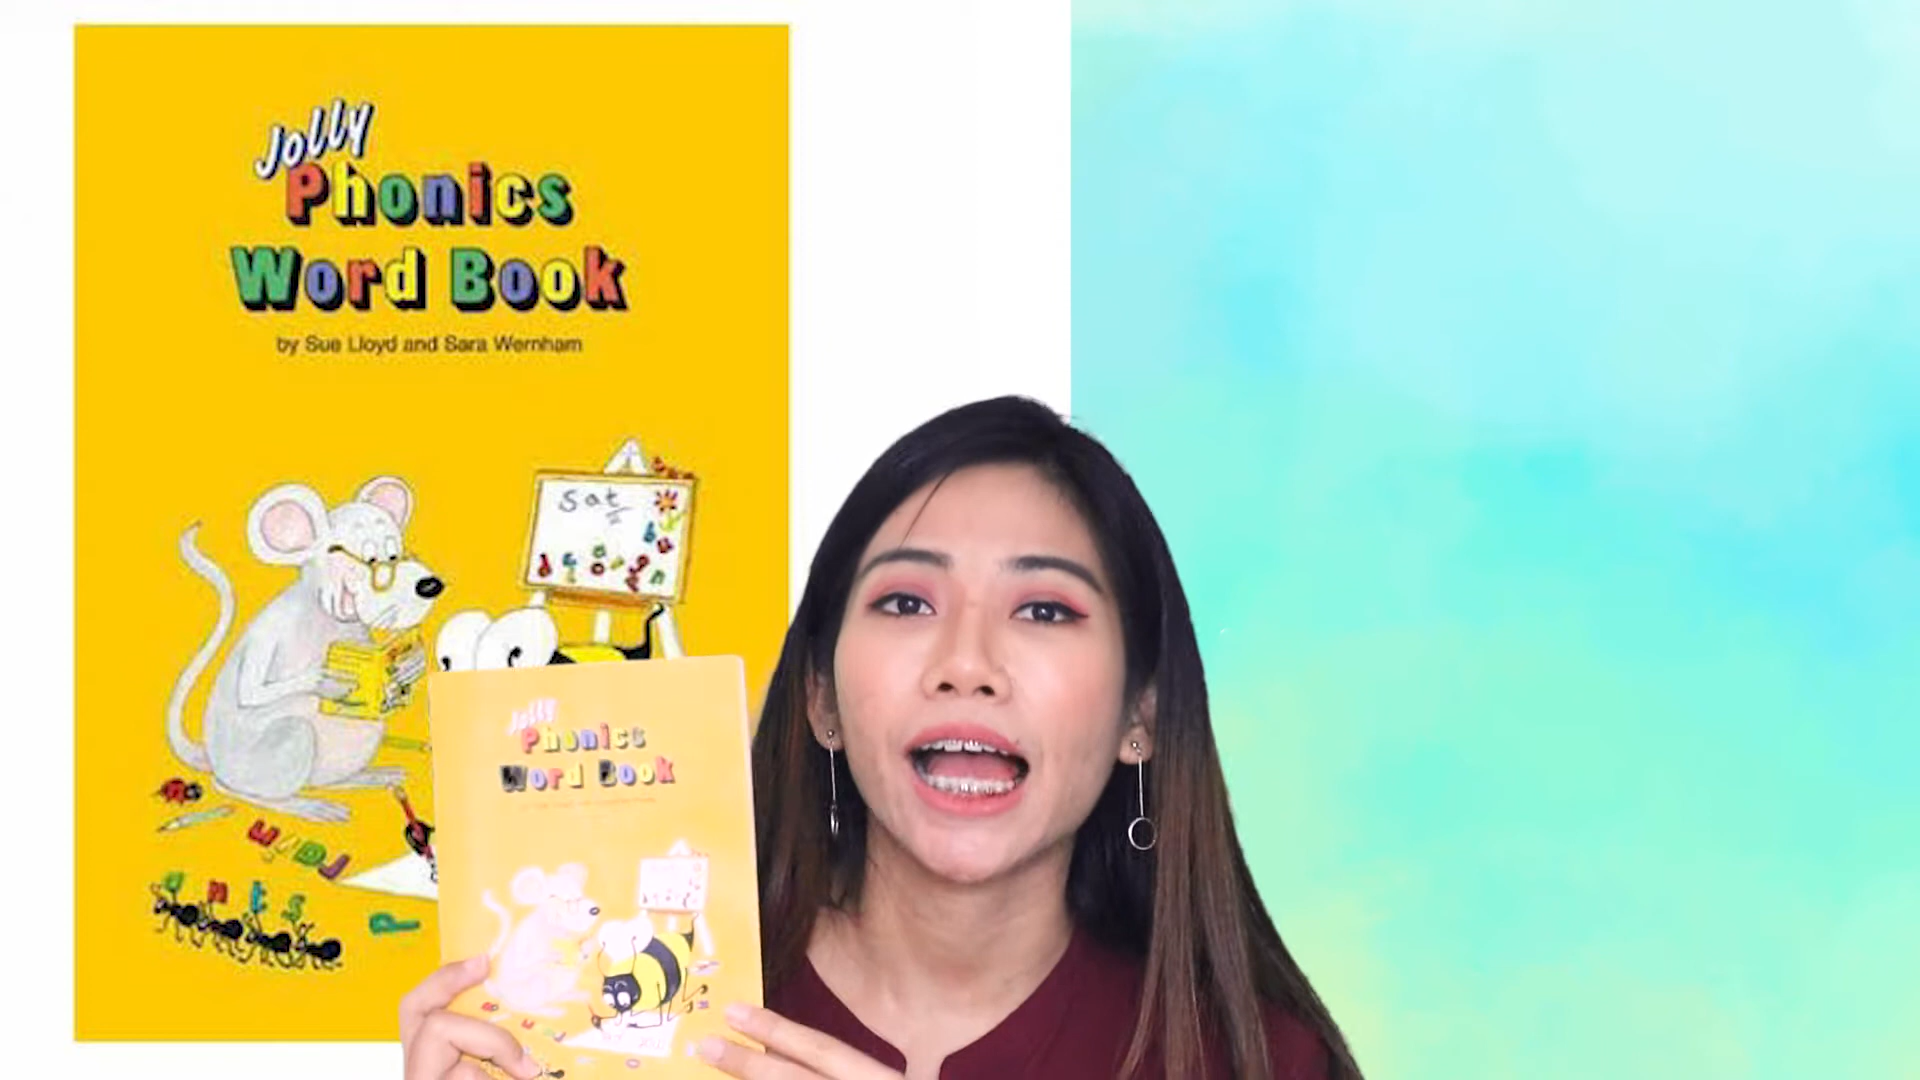 Jolly
Phonics
Word Book
by Sue Lloyd and Sara Wernham
sat
Jolly
Phonics
Word Book